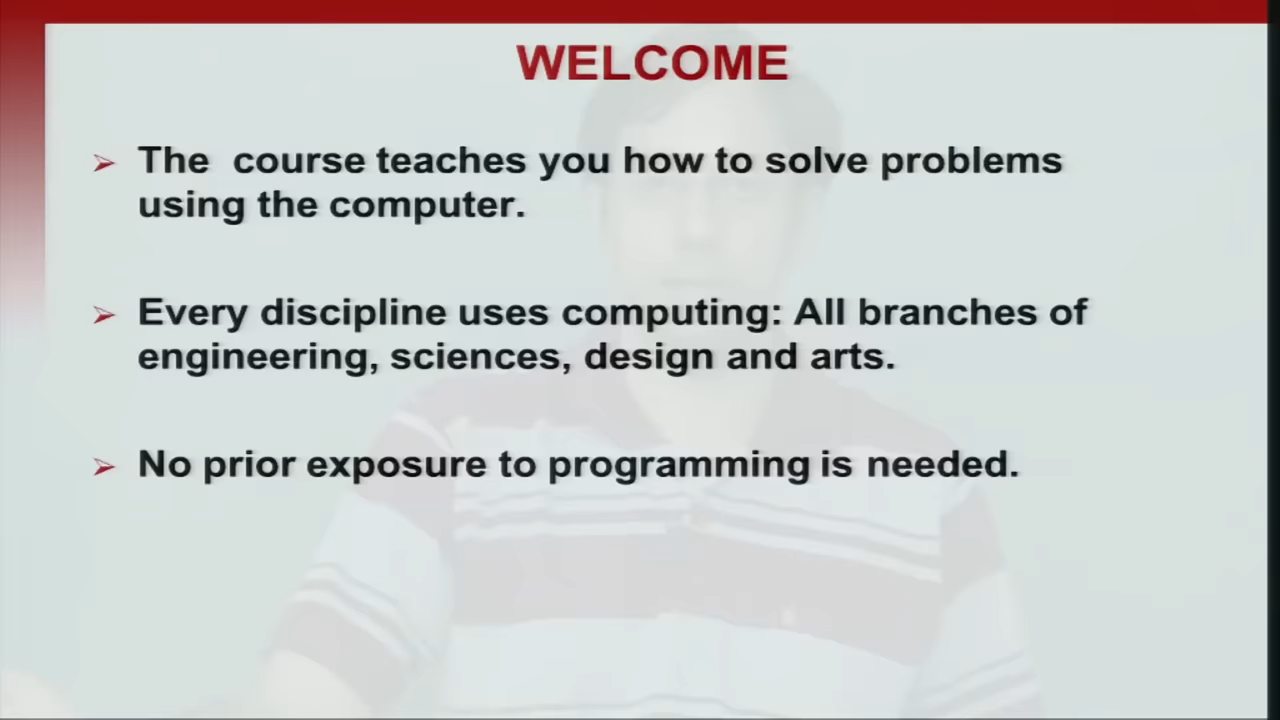 WELCOME
The course teaches you how to solve problems
using the computer.
Every discipline uses computing: All branches of
engineering, sciences, design and arts.
No prior exposure to programming is needed.